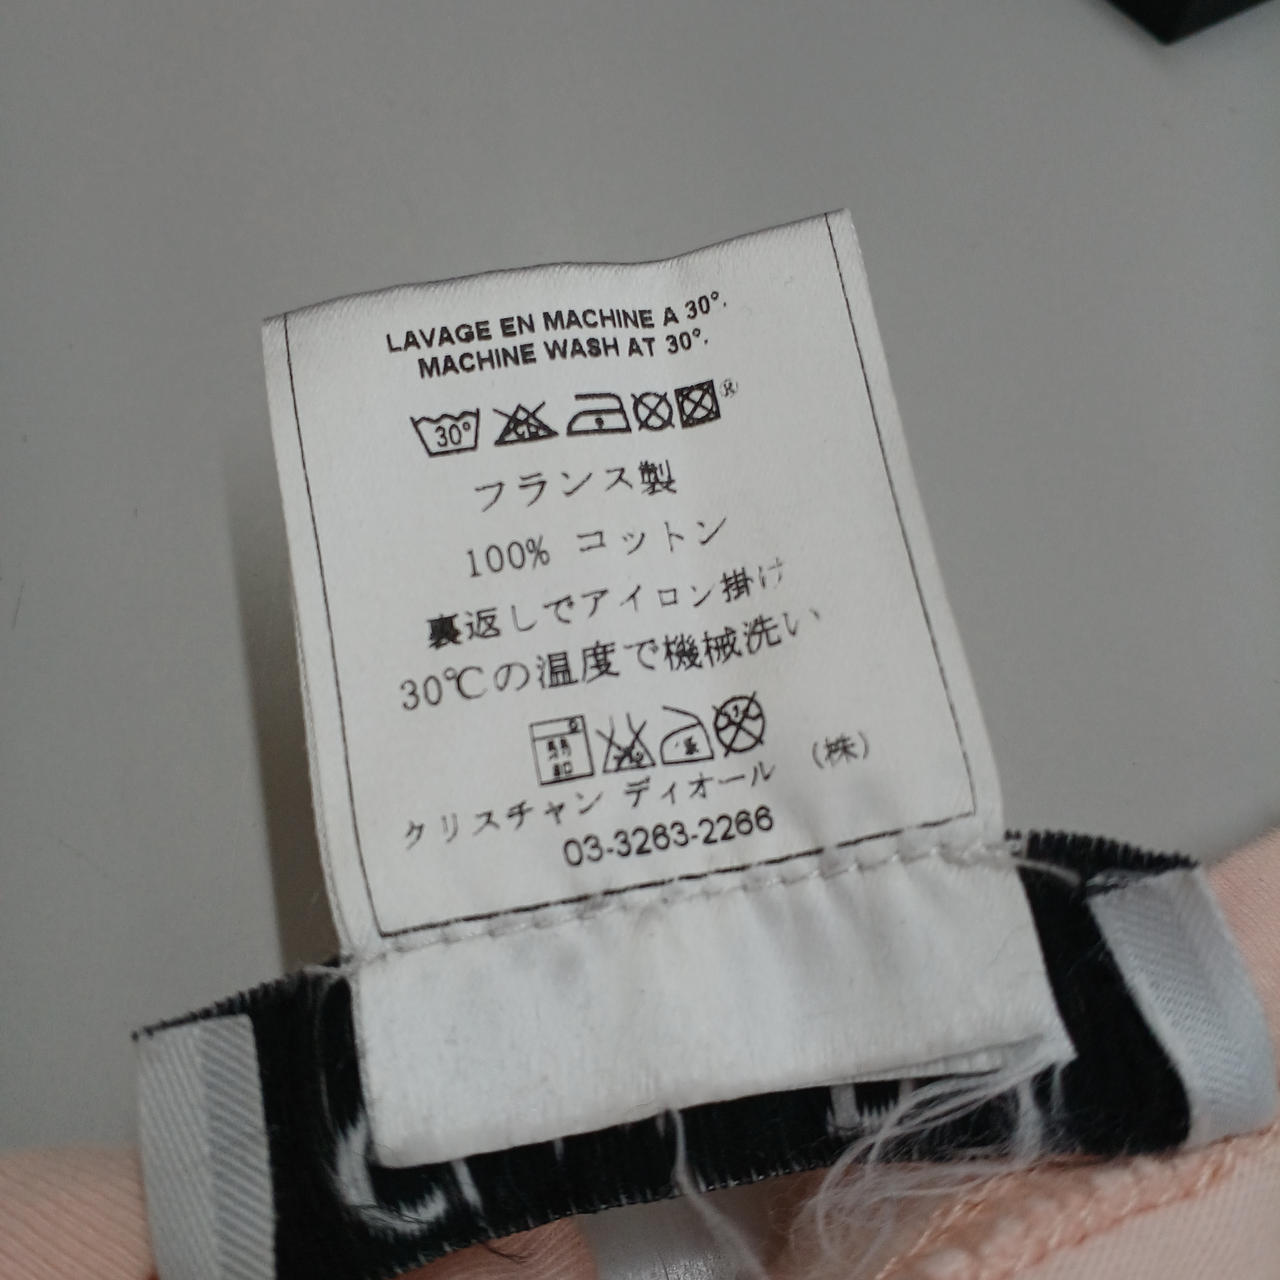 LAVAGE EN MACHINE A 30°.
MACHINE WASH AT 30°.
30° CL ®
フランス製
100% コットン
裏返しでアイロン掛け
30℃の温度で機械洗い
クリスチャン ディオール (株)
03-3263-2266